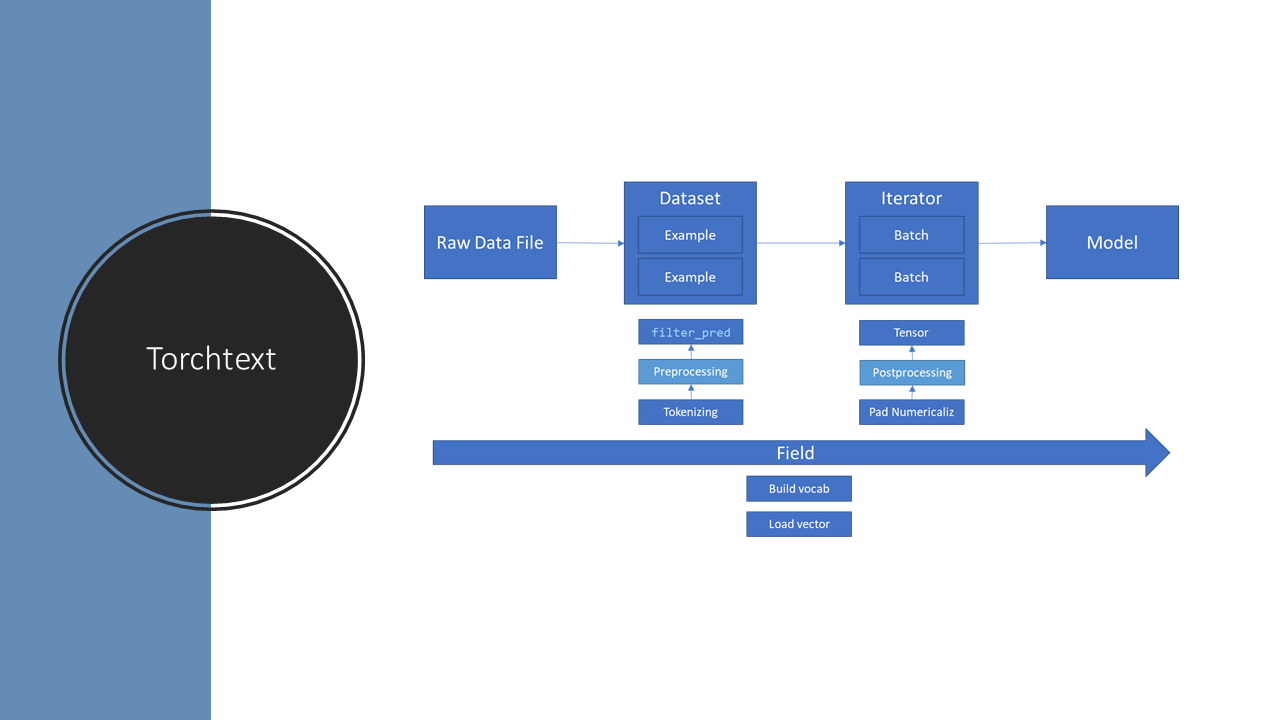 Torchtext
Raw Data File
Dataset
Example
Example
Iterator
Batch
Batch
Model
filter_pred
Preprocessing
Tokenizing
Tensor
Postprocessing
Pad Numericaliz
Field
Build vocab
Load vector